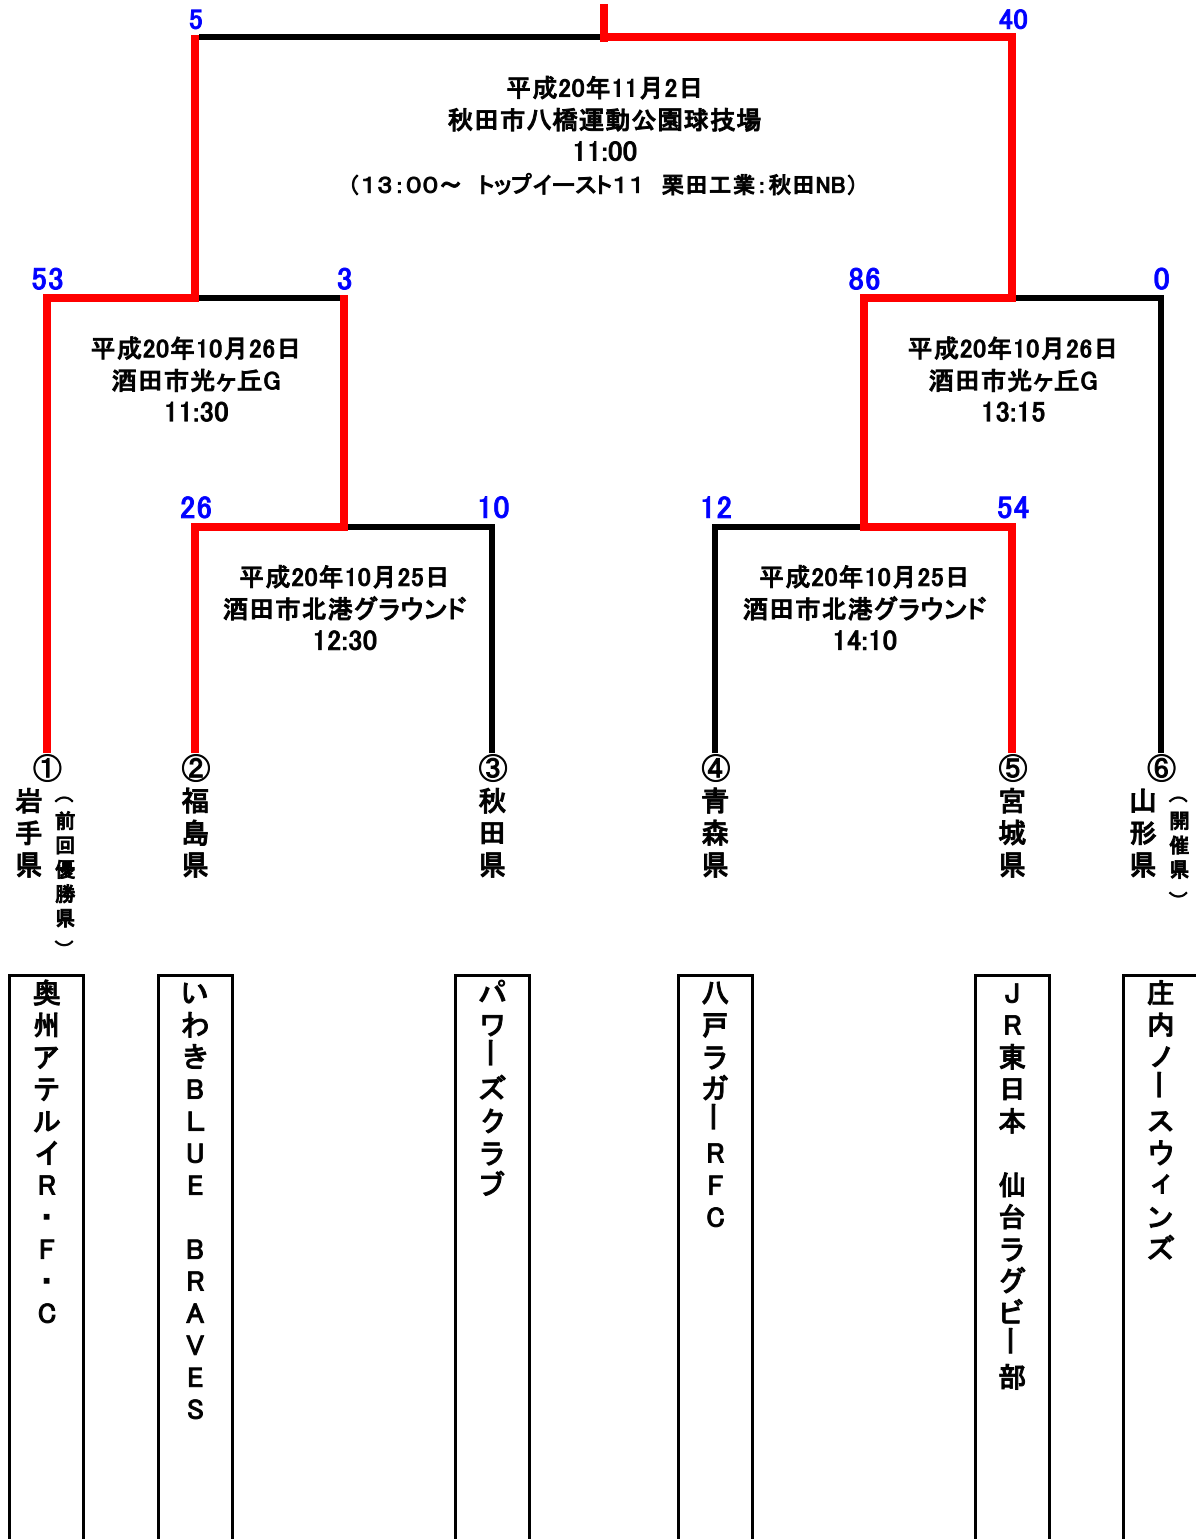 5
40
平成20年11月2日
秋田市八橋運動公園球技場
11:00
（１３：００～　トップイースト１１　栗田工業：秋田NB）
53
3
86
0
平成20年10月26日
酒田市光ヶ丘G
11:30
平成20年10月26日
酒田市光ヶ丘G
13:15
26
10
12
54
平成20年10月25日
酒田市北港グラウンド
12:30
平成20年10月25日
酒田市北港グラウンド
14:10
①
岩手県
（前回優勝県）
②
福島県
③
秋田県
④
青森県
⑤
宮城県
⑥
山形県
（開催県）
奥州アテルイＲ・Ｆ・Ｃ
いわきＢＬＵＥ　ＢＲＡＶＥＳ
パワーズクラブ
八戸ラガーＲＦＣ
ＪＲ東日本　仙台ラグビー部
庄内ノースウィンズ